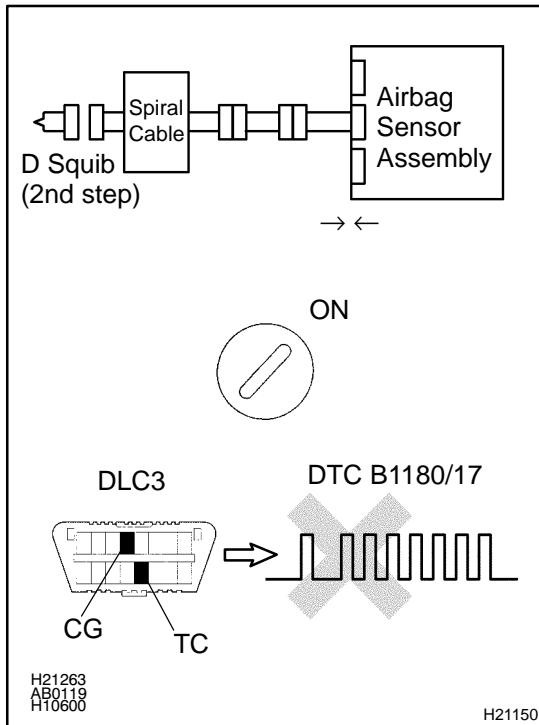 Spiral
Cable
Airbag
Sensor
Assembly
D Squib
(2nd step)
ON
DLC3
DTC B1180/17
CG
TC
H21263
AB0119
H10600
H21150